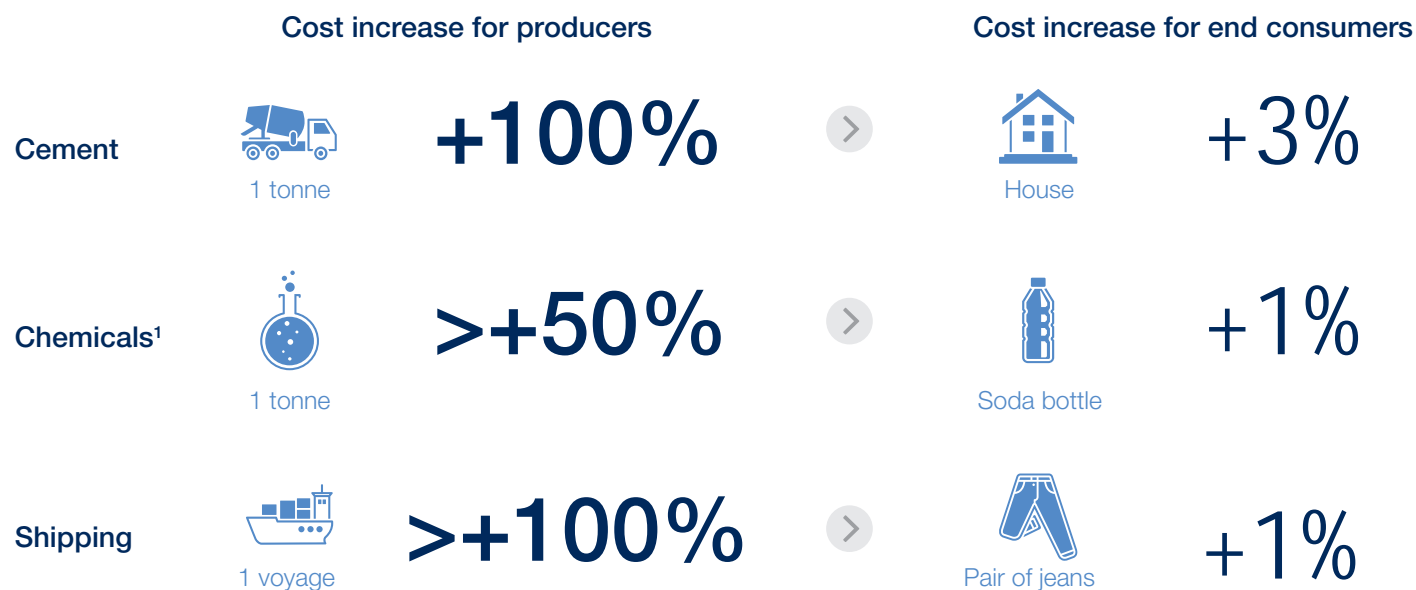 Cost increase for producers
Cost increase for end consumers
Cement
1 tonne
+100%
House
+3%
Chemicals¹
1 tonne
>+50%
Soda bottle
+1%
Shipping
1 voyage
>+100%
Pair of jeans
+1%